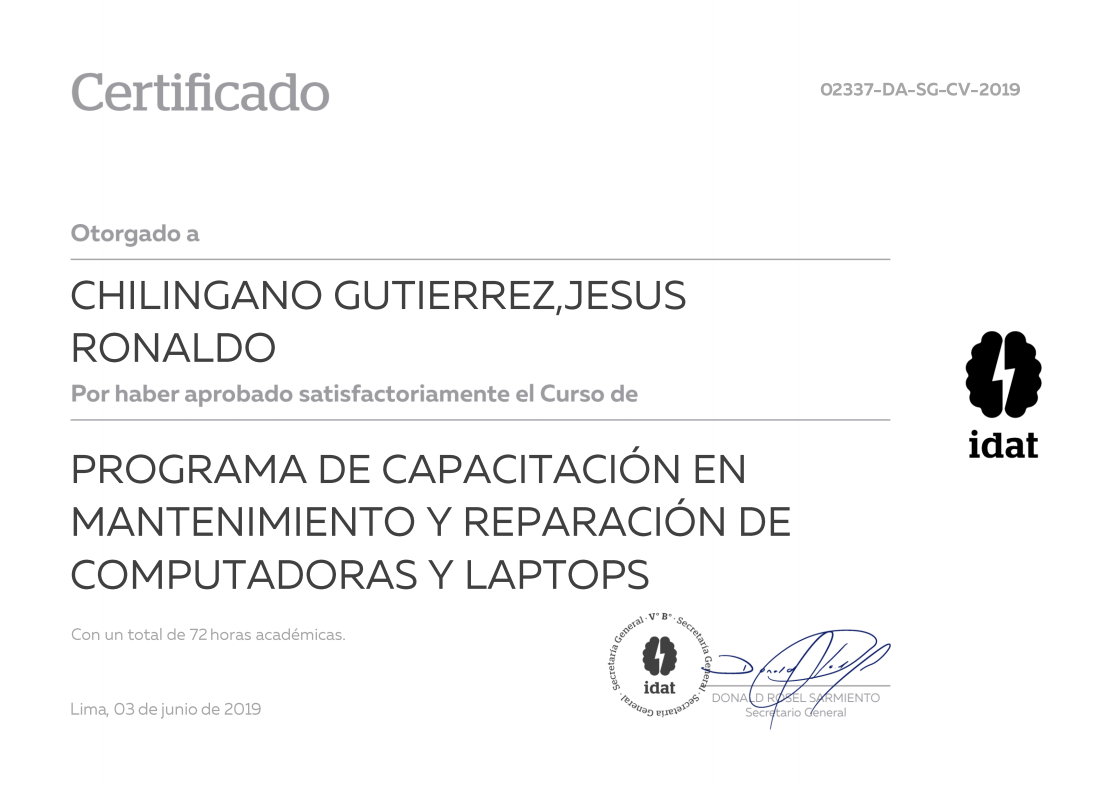 Certificado
02337-DA-SG-CV-2019
Otorgado a
CHILINGANO GUTIERREZ,JESUS
RONALDO
Por haber aprobado satisfactoriamente el Curso de
idat
PROGRAMA DE CAPACITACIÓN EN
MANTENIMIENTO Y REPARACIÓN DE
COMPUTADORAS Y LAPTOPS
Con un total de 72 horas académicas.
· V° B° · Secretaría General · Secretaría General · Secretaría General
idat
DONALD ROSEL SARMIENTO
Secretario General
Lima, 03 de junio de 2019